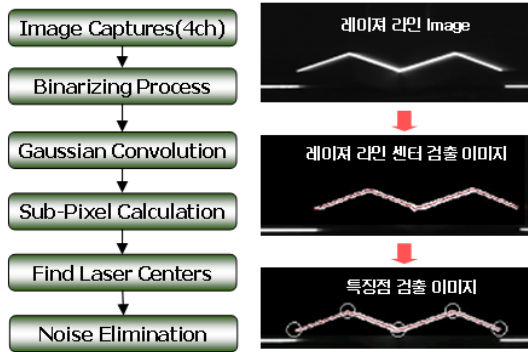 Image Captures(4ch)
Binarizing Process
Gaussian Convolution
Sub-Pixel Calculation
Find Laser Centers
Noise Elimination
레이져 라인 Image
레이져 라인 센터 검출 이미지
특징점 검출 이미지